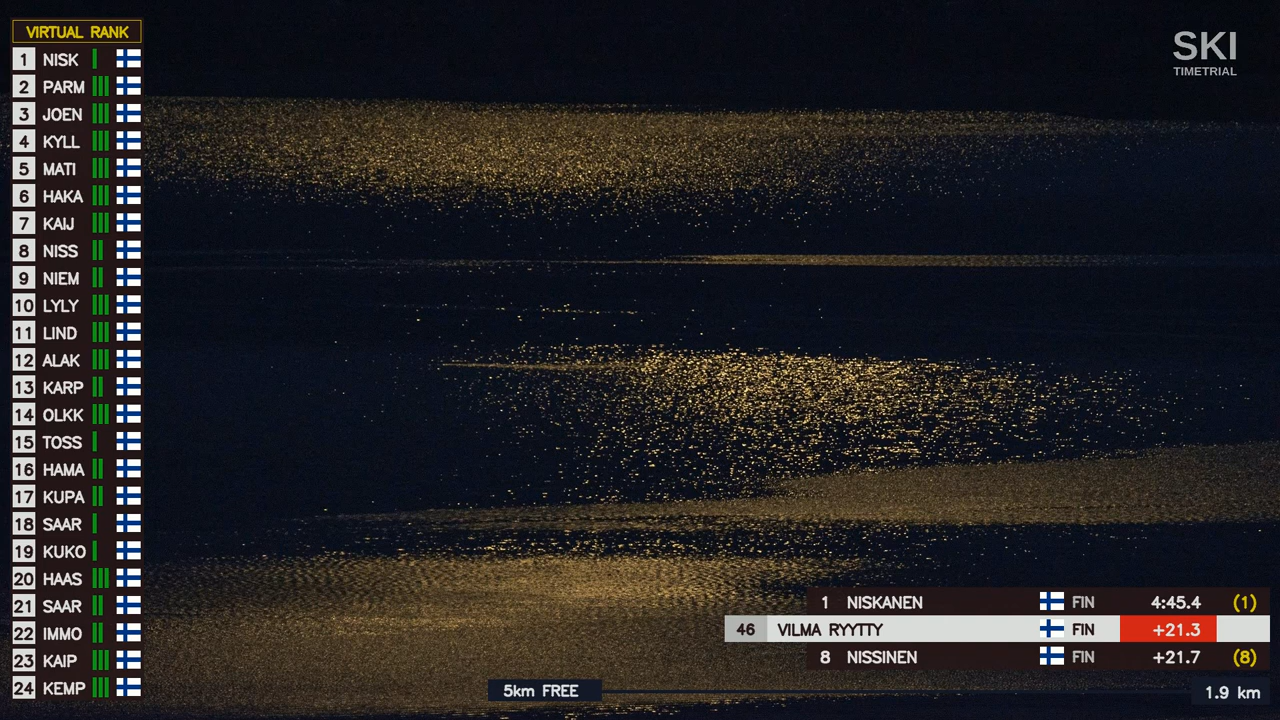 VIRTUAL RANK
1 NISK
2 PARM
3 JOEN
4 KYLL
5 MATI
6 HAKA
7 KAIJ
8 NISS
9 NIEM
10 LYLY
11 LIND
12 ALAK
13 KARP
14 OLKK
15 TOSS
16 HAMA
17 KUPA
18 SAAR
19 KUKO
20 HAAS
21 SAAR
22 IMMO
23 KAIP
24 KEMP
SKI
TIMETRIAL
1 NISKANEN FIN 4:45.4 (1)
46 VILMA RYYTTY FIN +21.3
8 NISSINEN FIN +21.7 (8)
5km FREE
1.9 km